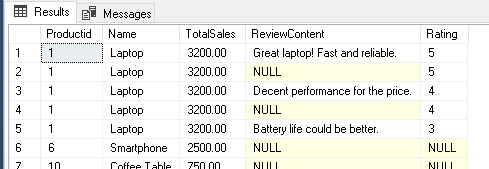 Results Messages
Productid Name TotalSales ReviewContent Rating
1 1 Laptop 3200.00 Great laptop! Fast and reliable. 5
2 1 Laptop 3200.00 NULL 5
3 1 Laptop 3200.00 Decent performance for the price. 4
4 1 Laptop 3200.00 NULL 4
5 1 Laptop 3200.00 Battery life could be better. 3
6 6 Smartphone 2500.00 NULL NULL
7 10 Coffee Table 750.00 NULL NULL